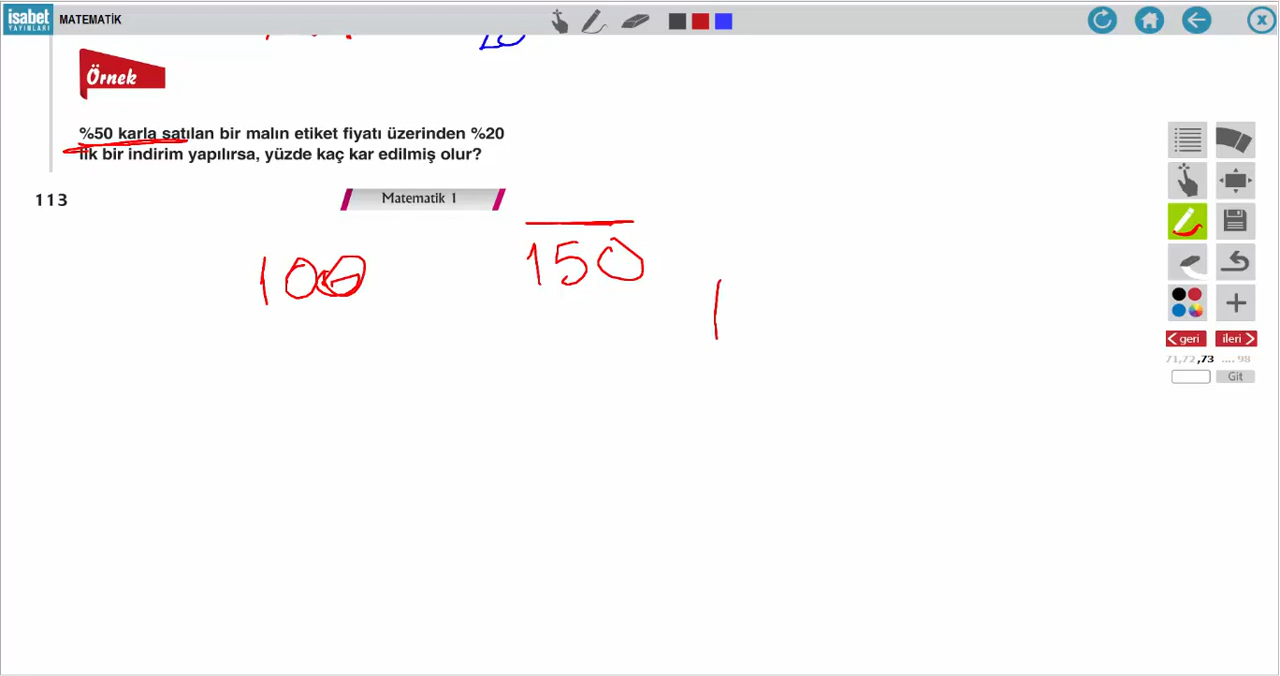 isabet
YAYINLARI
MATEMATİK
Örnek
%50 karla satılan bir malın etiket fiyatı üzerinden %20
lik bir indirim yapılırsa, yüzde kaç kar edilmiş olur?
113
Matematik 1
100
150
1
geri
ileri
71,72,73 .... 98
Git